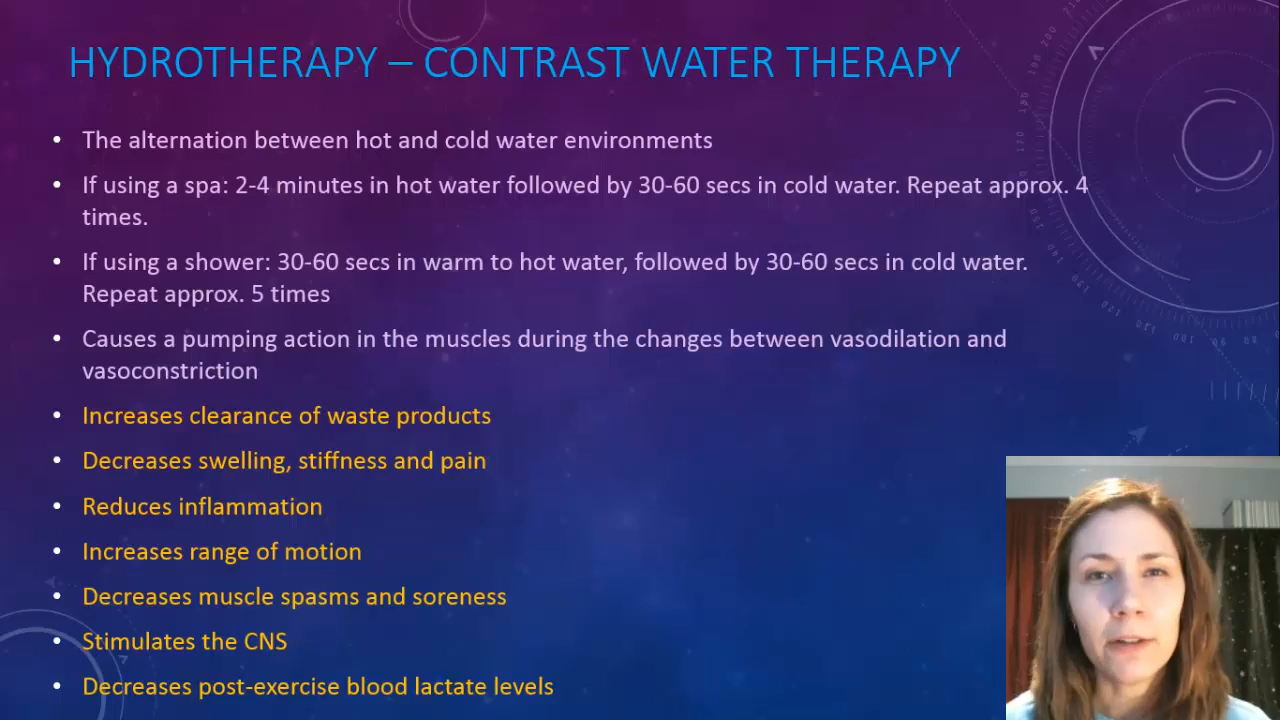 HYDROTHERAPY – CONTRAST WATER THERAPY
• The alternation between hot and cold water environments
• If using a spa: 2-4 minutes in hot water followed by 30-60 secs in cold water. Repeat approx. 4
times.
• If using a shower: 30-60 secs in warm to hot water, followed by 30-60 secs in cold water.
Repeat approx. 5 times
• Causes a pumping action in the muscles during the changes between vasodilation and
vasoconstriction
• Increases clearance of waste products
• Decreases swelling, stiffness and pain
• Reduces inflammation
• Increases range of motion
• Decreases muscle spasms and soreness
• Stimulates the CNS
• Decreases post-exercise blood lactate levels